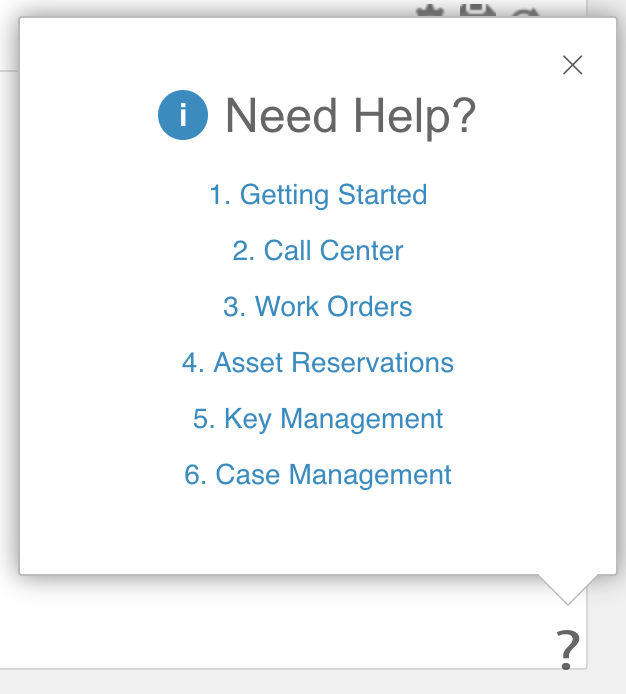 i Need Help?
1. Getting Started
2. Call Center
3. Work Orders
4. Asset Reservations
5. Key Management
6. Case Management
?